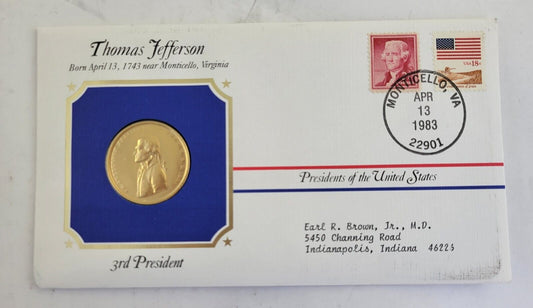 Thomas Jefferson
Born April 13, 1743 near Monticello, Virginia
USA 18c
MONTICELLO, VA
APR
13
1983
22901
Presidents of the United States
Earl R. Brown, Jr., M.D.
5450 Channing Road
Indianapolis, Indiana 46226
3rd President